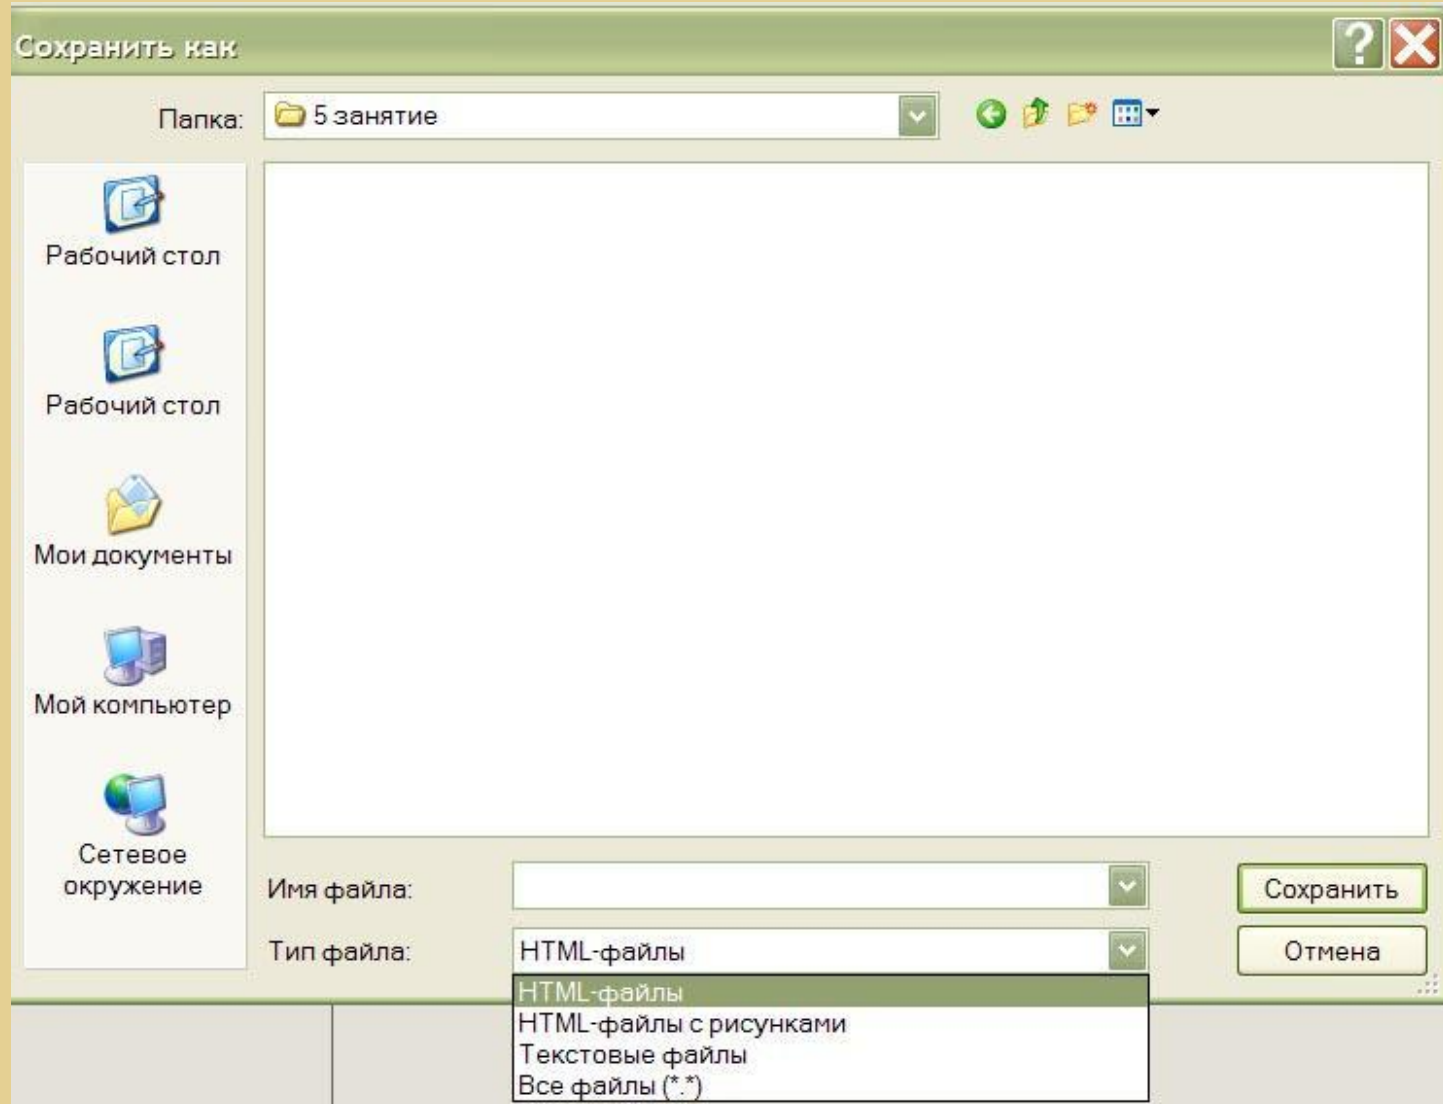 Сохранить как
Папка:
5 занятие
Рабочий стол
Рабочий стол
Мои документы
Мой компьютер
Сетевое
окружение
Имя файла:
Сохранить
Тип файла:
HTML-файлы
Отмена
HTML-файлы
HTML-файлы с рисунками
Текстовые файлы
Все файлы (*.*)